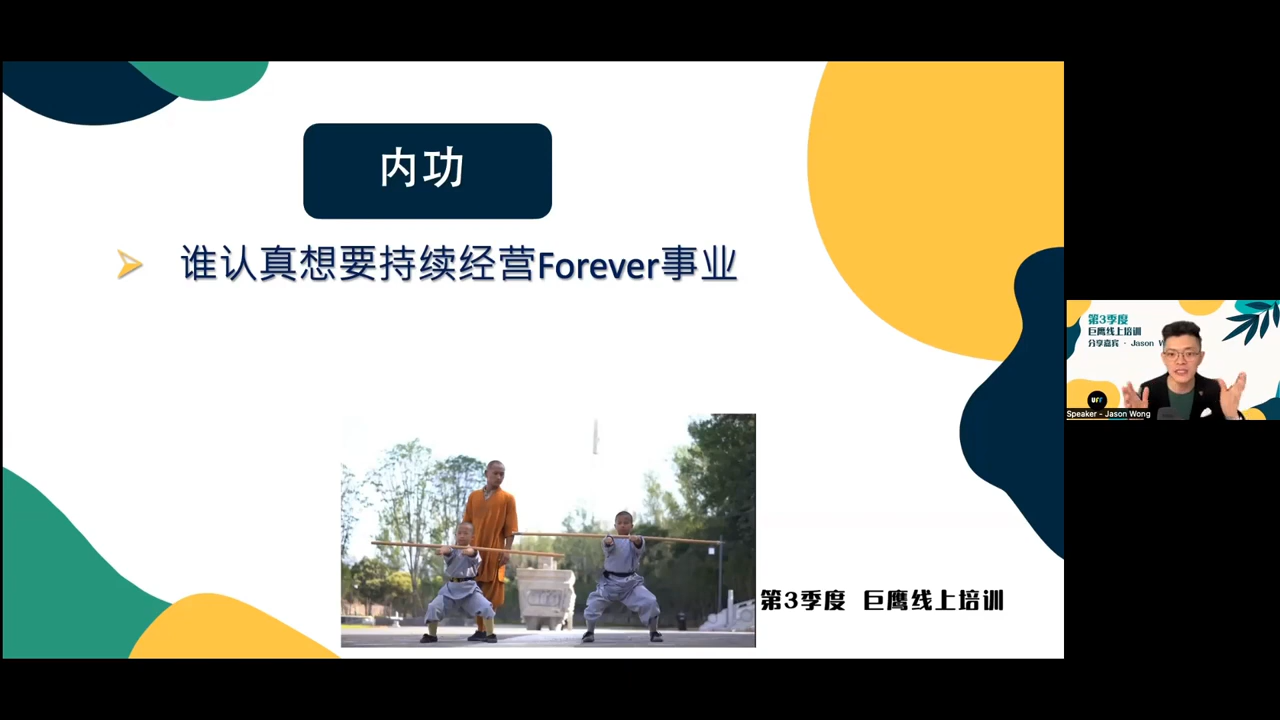 内功
谁认真想要持续经营Forever事业
第3季度 巨鹰线上培训
第3季度
巨鹰线上培训
分享嘉宾 - Jason W
UFF
Speaker - Jason Wong